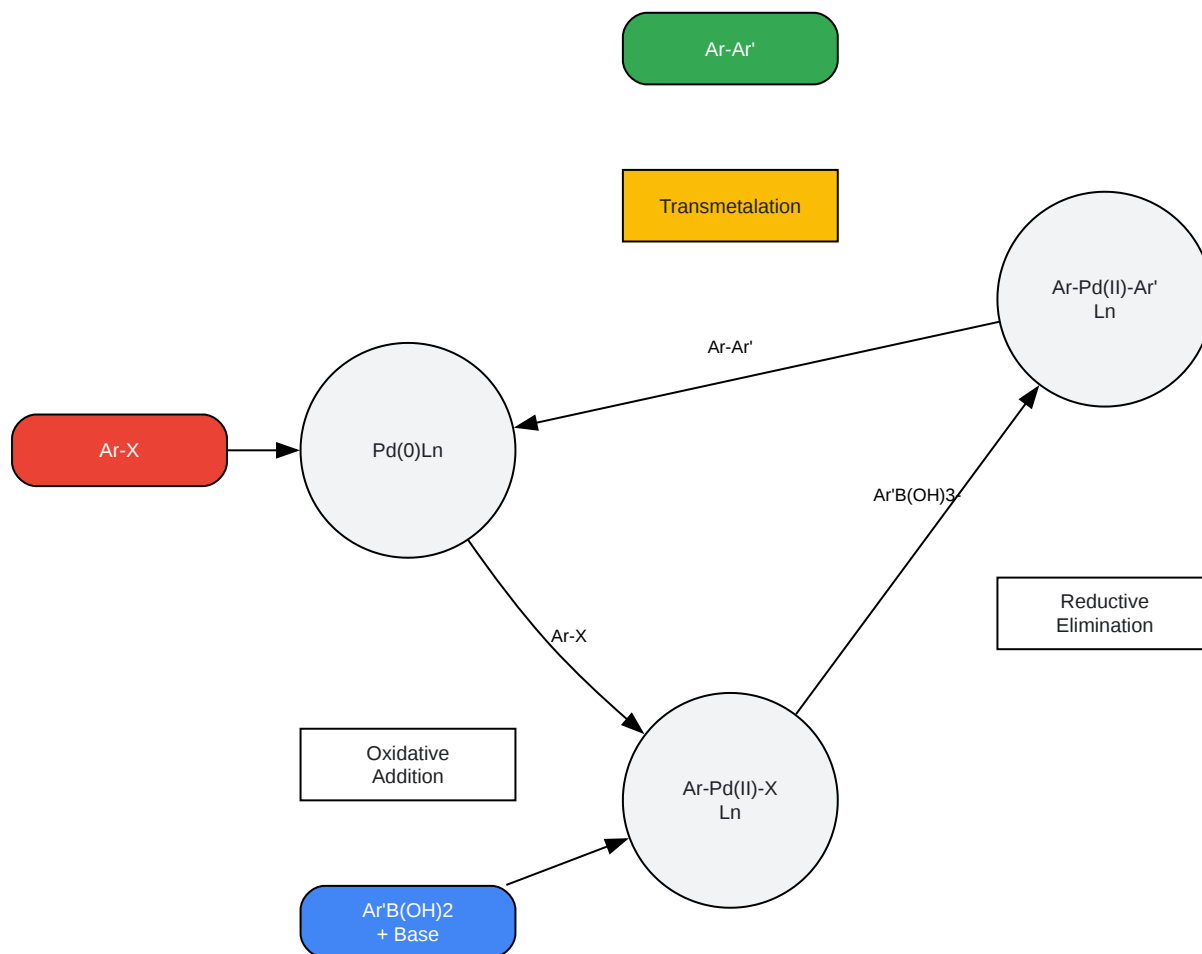 Ar-Ar'
Transmetalation
Ar-Pd(II)-Ar'
Ln
Ar-Ar'
Ar-X
Pd(0)Ln
Ar'B(OH)3-
Reductive
Elimination
Ar-X
Oxidative
Addition
Ar-Pd(II)-X
Ln
Ar'B(OH)2
+ Base